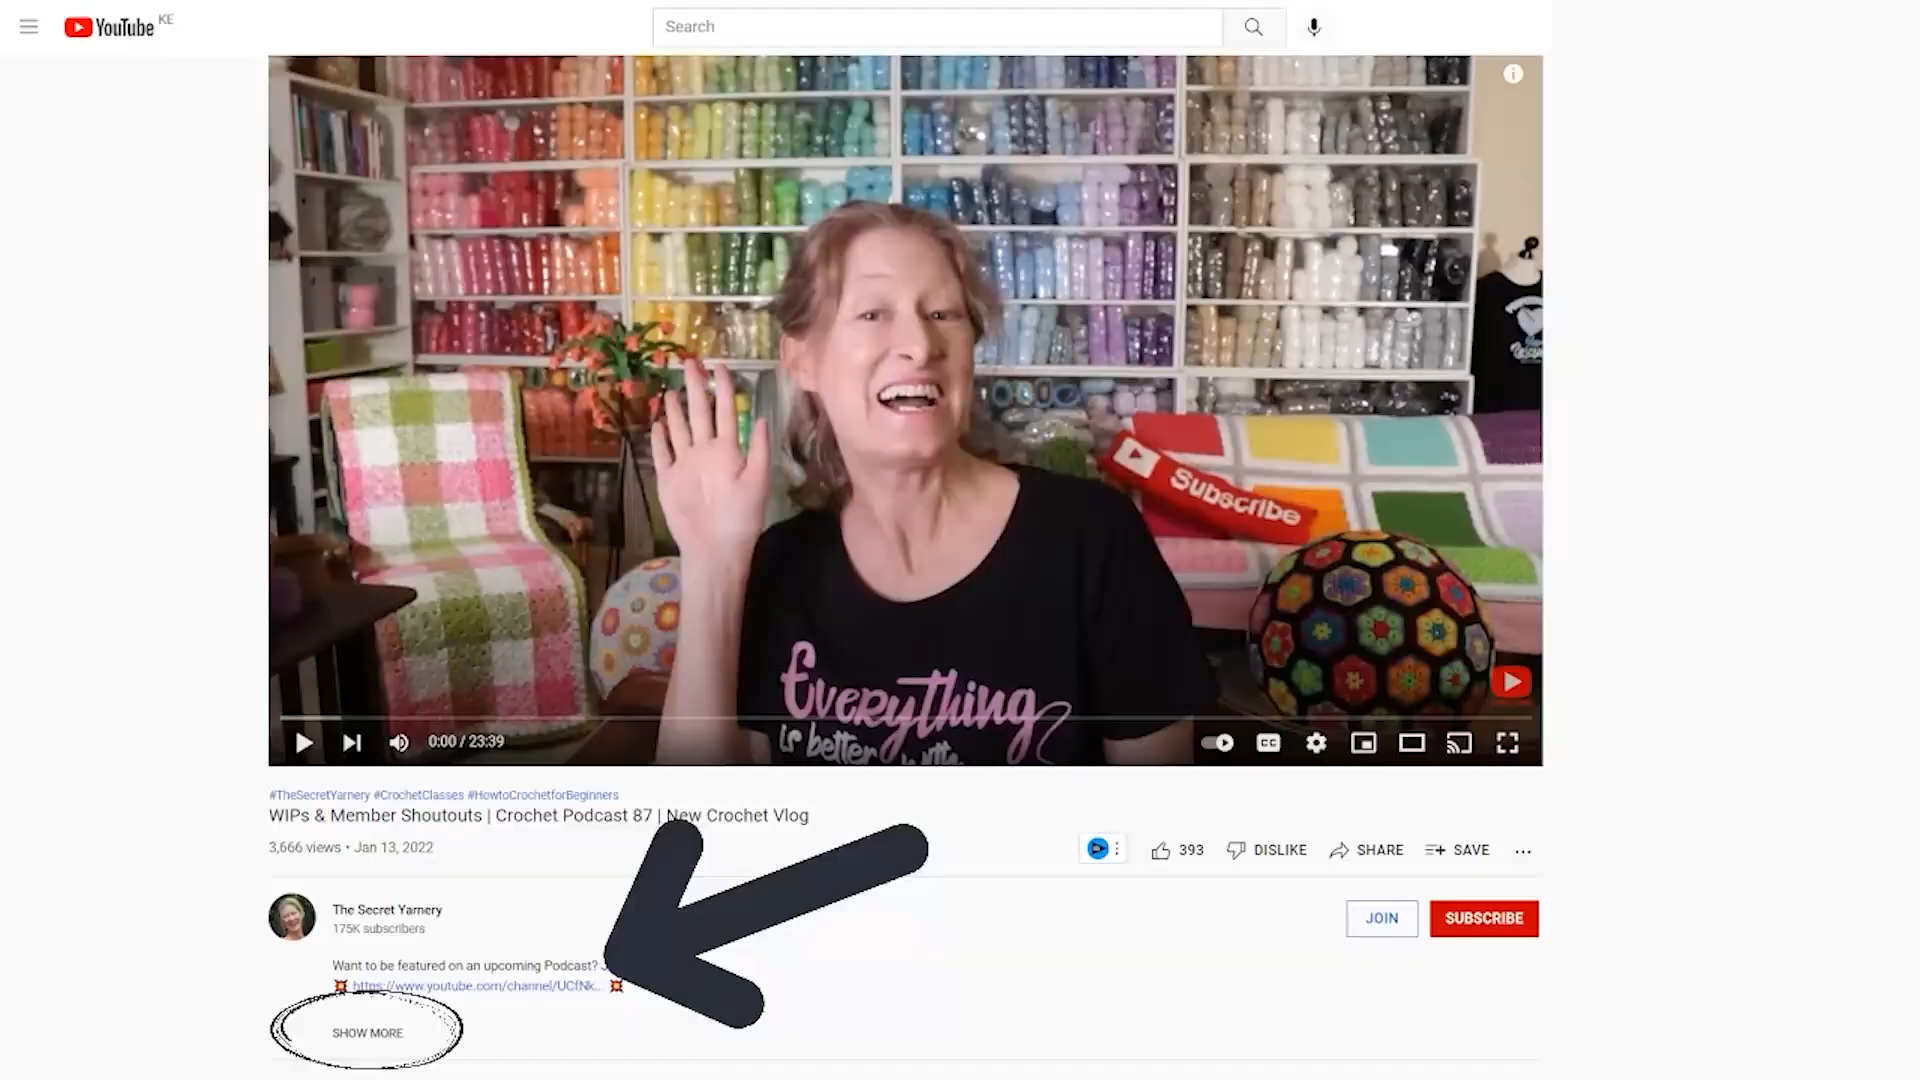 YouTube KE
Search
Subscribe
Everything
is better with
0:00 / 23:39
CC
#TheSecretYarnery #CrochetClasses #HowtoCrochetforBeginners
WIPs & Member Shoutouts | Crochet Podcast 87 | New Crochet Vlog
3,666 views • Jan 13, 2022
393 DISLIKE SHARE SAVE
The Secret Yarnery
175K subscribers
JOIN SUBSCRIBE
Want to be featured on an upcoming Podcast?
https://www.youtube.com/channel/UCfNk...
SHOW MORE